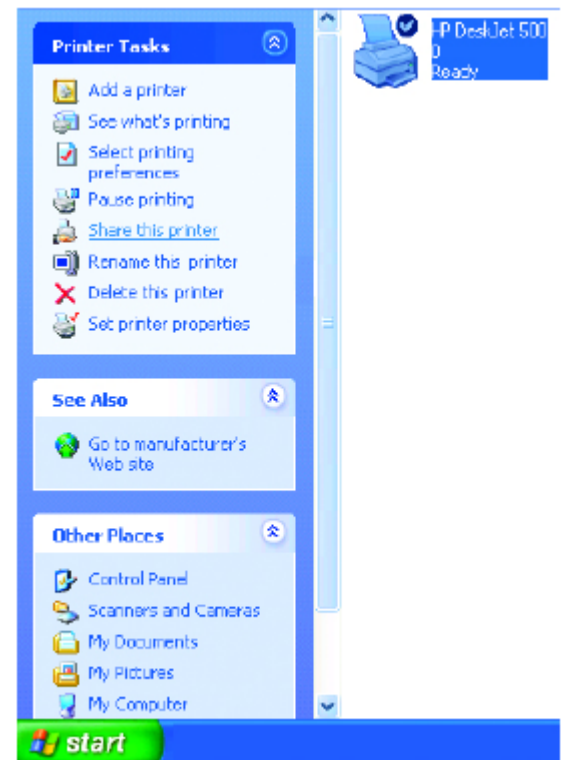 Printer Tasks
Add a printer
See what's printing
Select printing
preferences
Pause printing
Share this printer
Rename this printer
Delete this printer
Set printer properties
See Also
Go to manufacturer's
Web site
Other Places
Control Panel
Scanners and Cameras
My Documents
My Pictures
My Computer
HP DeskJet 500
0
Ready
start